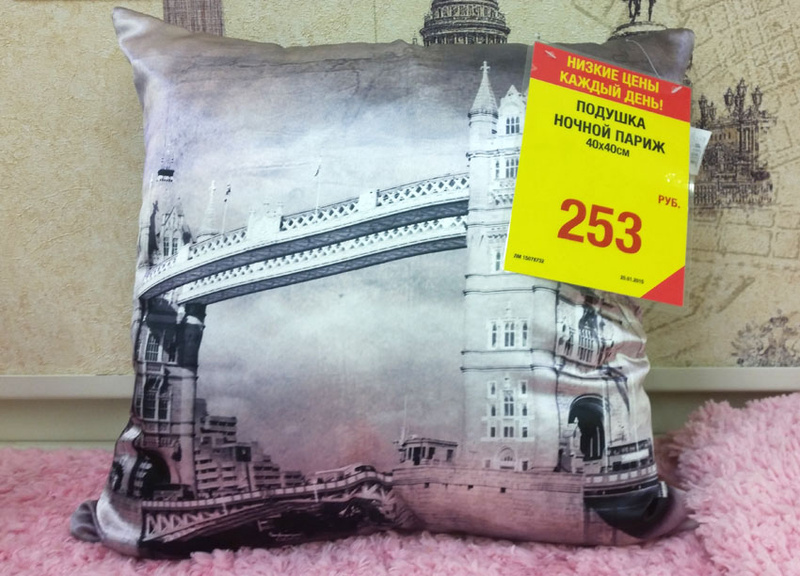 НИЗКИЕ ЦЕНЫ
КАЖДЫЙ ДЕНЬ!
ПОДУШКА
НОЧНОЙ ПАРИЖ
40х40см
РУБ.
253